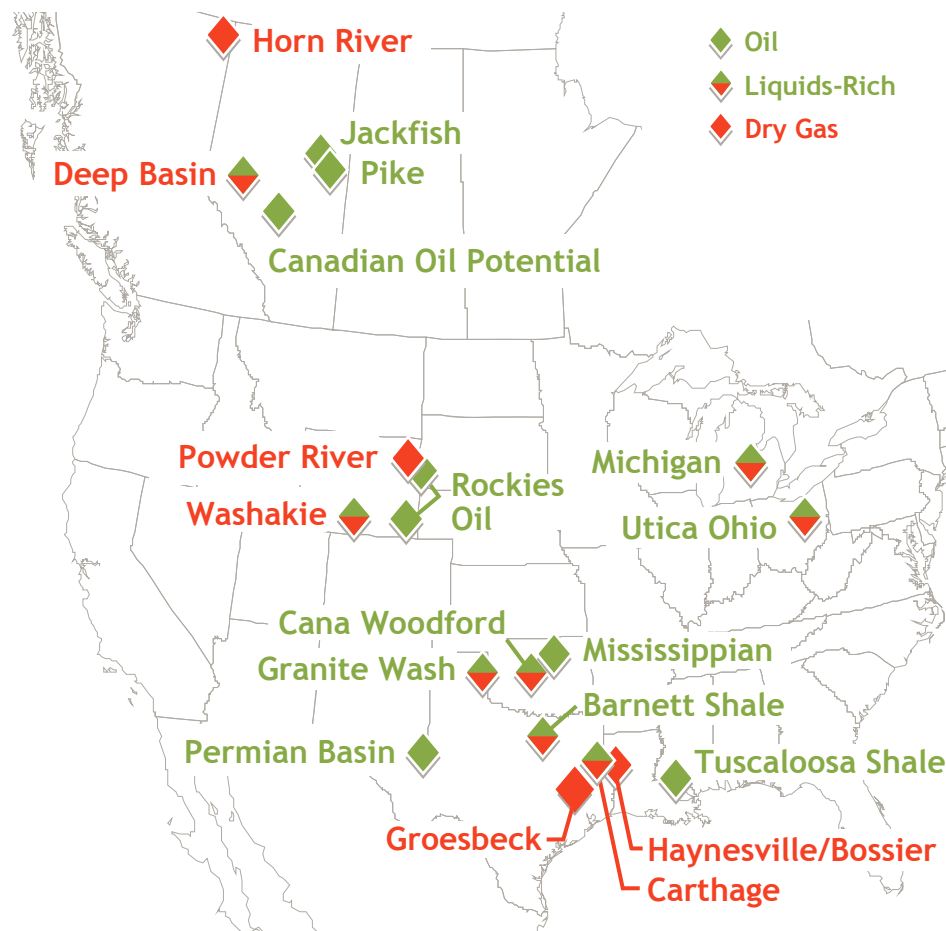 Horn River
Oil
Liquids-Rich
Dry Gas
Jackfish
Deep Basin
Pike
Canadian Oil Potential
Powder River
Michigan
Rockies
Oil
Washakie
Utica Ohio
Cana Woodford
Mississippian
Granite Wash
Barnett Shale
Permian Basin
Tuscaloosa Shale
Groesbeck
Haynesville/Bossier
Carthage